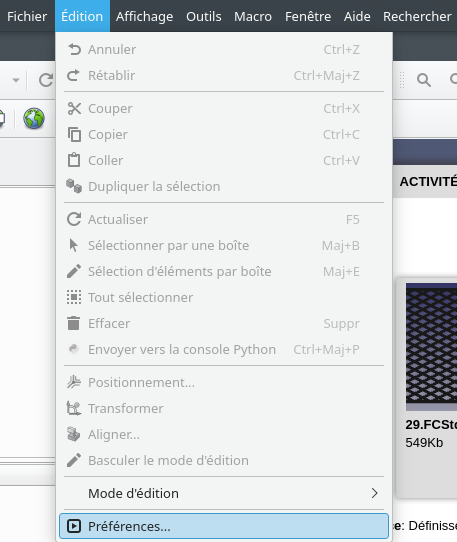 Fichier Édition Affichage Outils Macro Fenêtre Aide Rechercher
Annuler Ctrl+Z
Rétablir Ctrl+Maj+Z
Couper Ctrl+X
Copier Ctrl+C
Coller Ctrl+V
Dupliquer la sélection
ACTIVITÉ
Actualiser F5
Sélectionner par une boîte Maj+B
Sélection d'éléments par boîte Maj+E
Tout sélectionner
Effacer Suppr
Envoyer vers la console Python Ctrl+Maj+P
Positionnement...
Transformer
Aligner...
29.FCStd
549Kb
Basculer le mode d'édition
Mode d'édition
Préférences...
e: Définisse